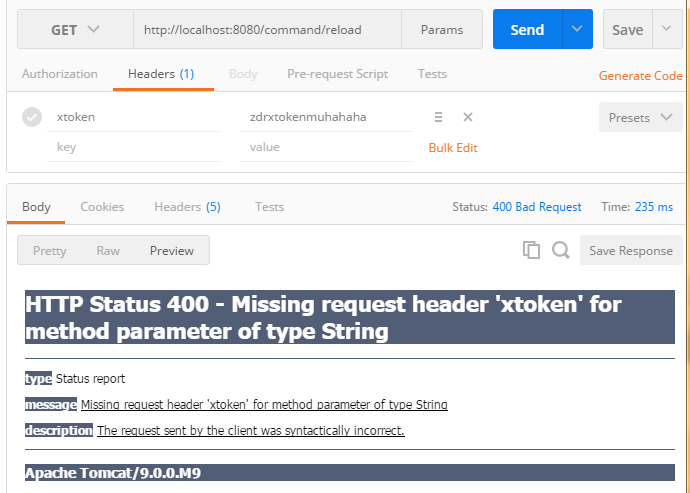 GET http://localhost:8080/command/reload Params Send Save
Authorization Headers (1) Body Pre-request Script Tests Generate Code
xtoken zdrxtokenmuhahaha Presets
key value Bulk Edit
Body Cookies Headers (5) Tests Status: 400 Bad Request Time: 235 ms
Pretty Raw Preview Save Response
HTTP Status 400 - Missing request header 'xtoken' for
method parameter of type String
type Status report
message Missing request header 'xtoken' for method parameter of type String
description The request sent by the client was syntactically incorrect.
Apache Tomcat/9.0.0.M9